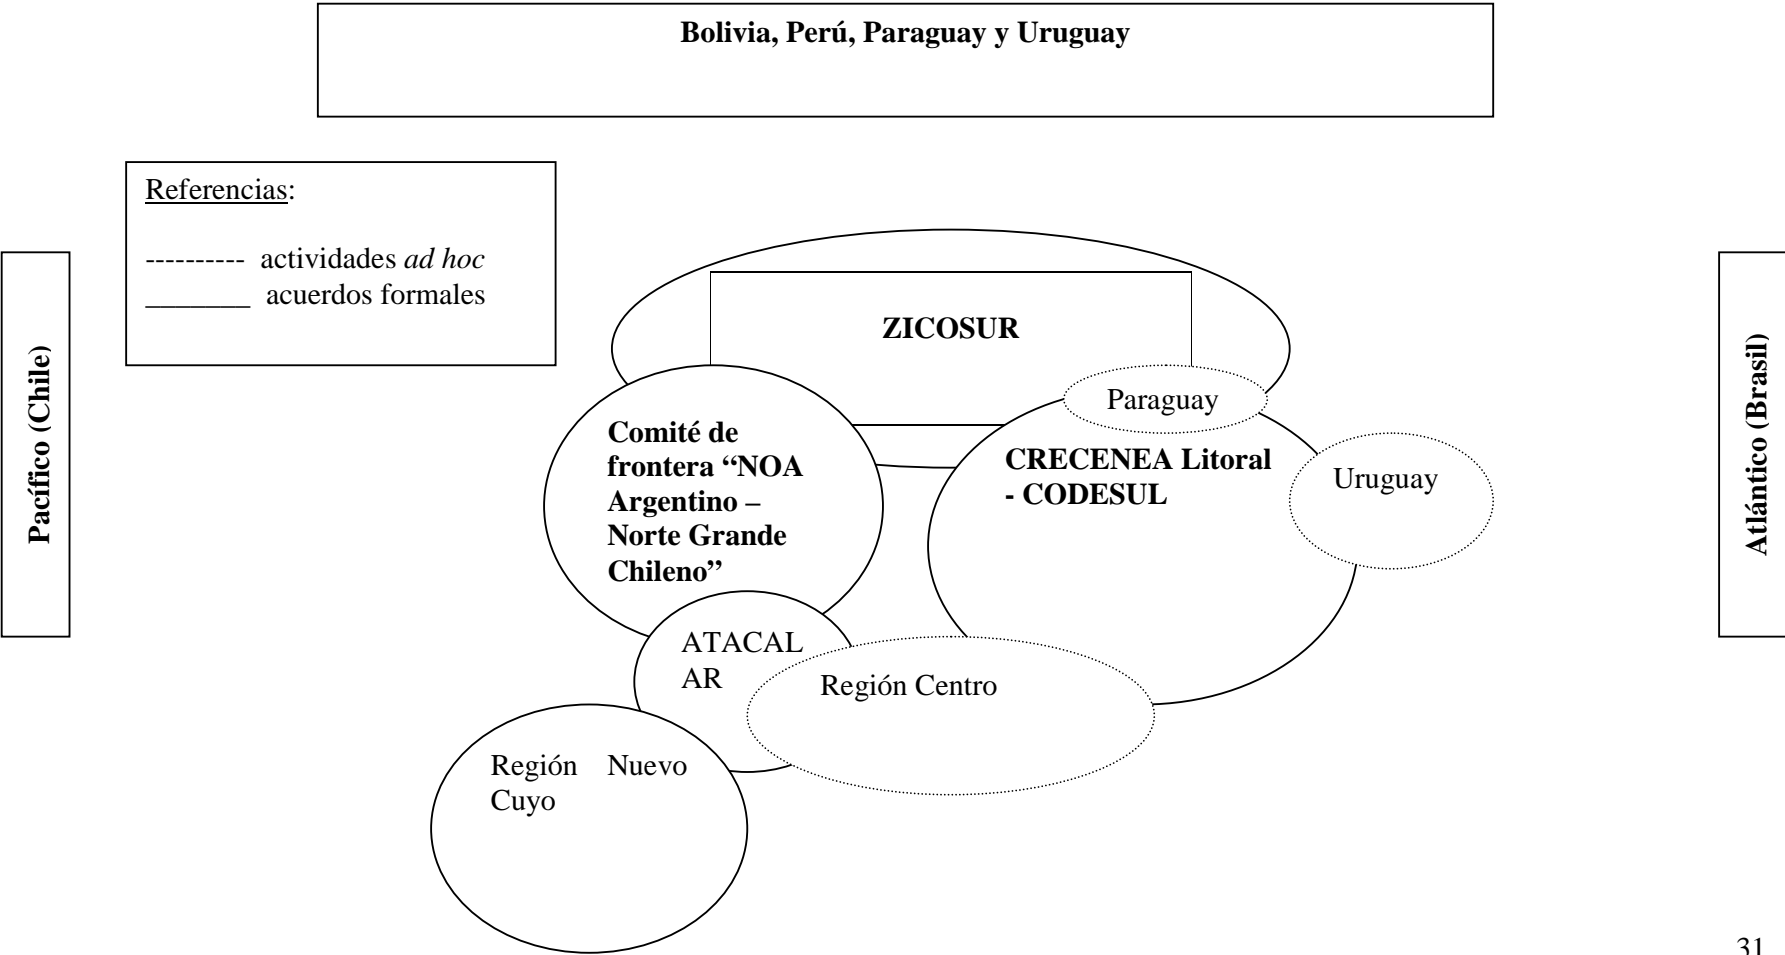 Bolivia, Perú, Paraguay y Uruguay
Referencias:
---------- actividades ad hoc
_______ acuerdos formales
Pacífico (Chile)
Atlántico (Brasil)
ZICOSUR
Paraguay
Comité de
frontera “NOA
Argentino –
Norte Grande
Chileno”
CRECENEA Litoral
- CODESUL
Uruguay
ATACAL
AR
Región Centro
Región Nuevo
Cuyo
31